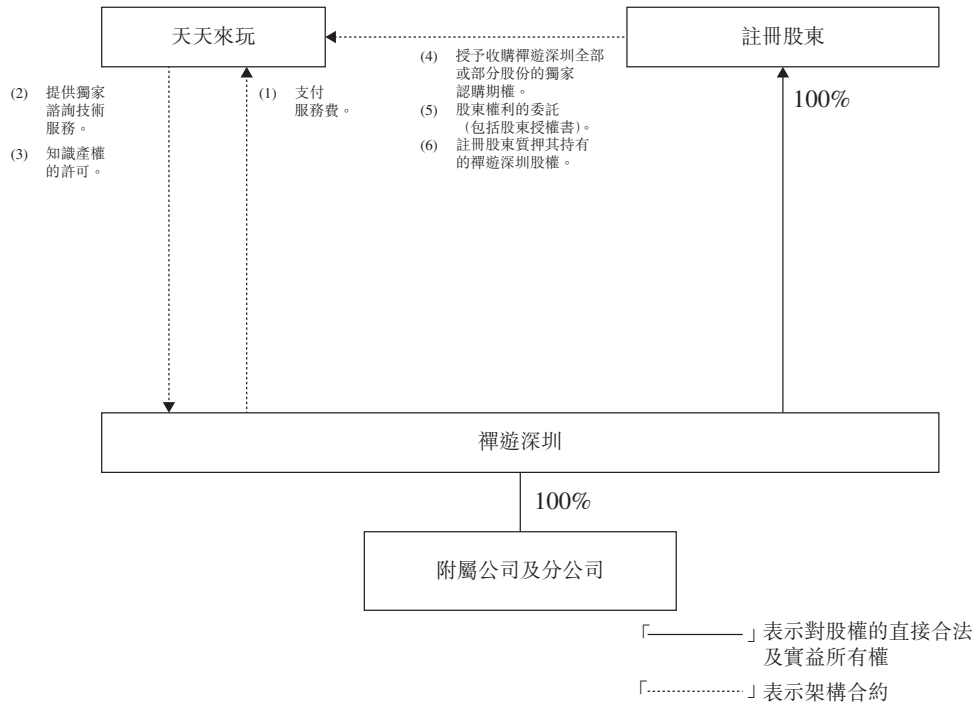 天天來玩
註冊股東
(4) 授予收購禪遊深圳全部
或部分股份的獨家
認購期權。
(5) 股東權利的委託
（包括股東授權書）。
(6) 註冊股東質押其持有
的禪遊深圳股權。
100%
(2) 提供獨家
諮詢技術
服務。
(3) 知識產權
的許可。
(1) 支付
服務費。
禪遊深圳
100%
附屬公司及分公司
「 」表示對股權的直接合法
及實益所有權
「 」表示架構合約